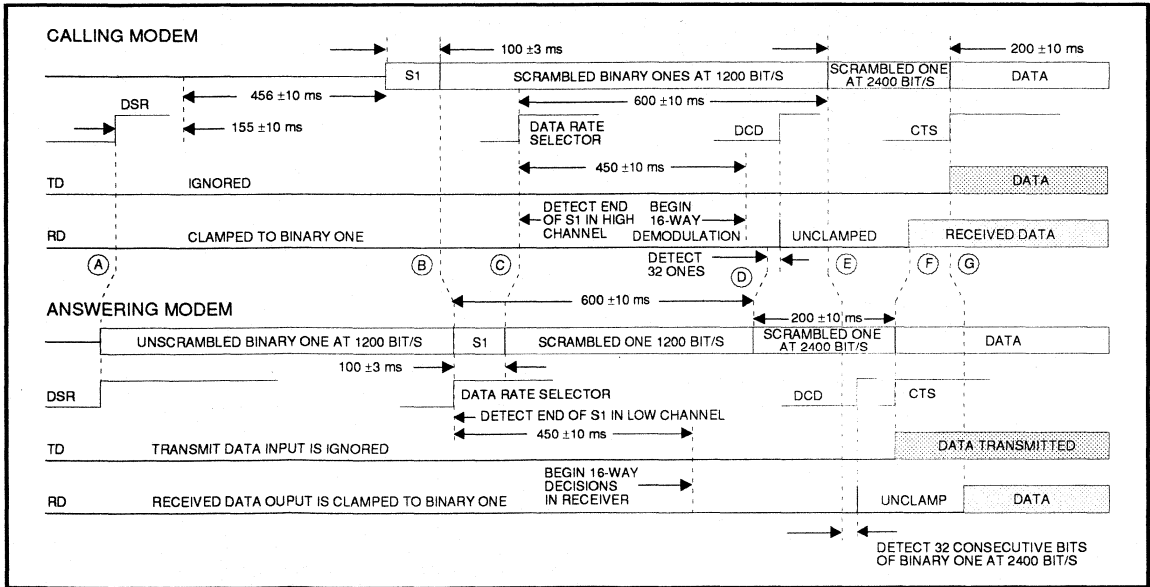 CALLING MODEM
100 ±3 ms
200 ±10 ms
S1
SCRAMBLED BINARY ONES AT 1200 BIT/S
SCRAMBLED ONE
AT 2400 BIT/S
DATA
456 ±10 ms
600 ±10 ms
DSR
155 ±10 ms
DATA RATE
SELECTOR
DCD
CTS
450 ±10 ms
TD
IGNORED
DATA
DETECT END
OF S1 IN HIGH
CHANNEL
BEGIN
16-WAY
DEMODULATION
RD
CLAMPED TO BINARY ONE
UNCLAMPED
RECEIVED DATA
DETECT
32 ONES
A
B
C
D
E
F
G
600 ±10 ms
ANSWERING MODEM
200 ±10 ms
UNSCRAMBLED BINARY ONE AT 1200 BIT/S
S1
SCRAMBLED ONE 1200 BIT/S
SCRAMBLED ONE
AT 2400 BIT/S
DATA
100 ±3 ms
DSR
DATA RATE SELECTOR
DCD
CTS
DETECT END OF S1 IN LOW CHANNEL
450 ±10 ms
TD
TRANSMIT DATA INPUT IS IGNORED
DATA TRANSMITTED
BEGIN 16-WAY
DECISIONS
IN RECEIVER
RD
RECEIVED DATA OUPUT IS CLAMPED TO BINARY ONE
UNCLAMP
DATA
DETECT 32 CONSECUTIVE BITS
OF BINARY ONE AT 2400 BIT/S